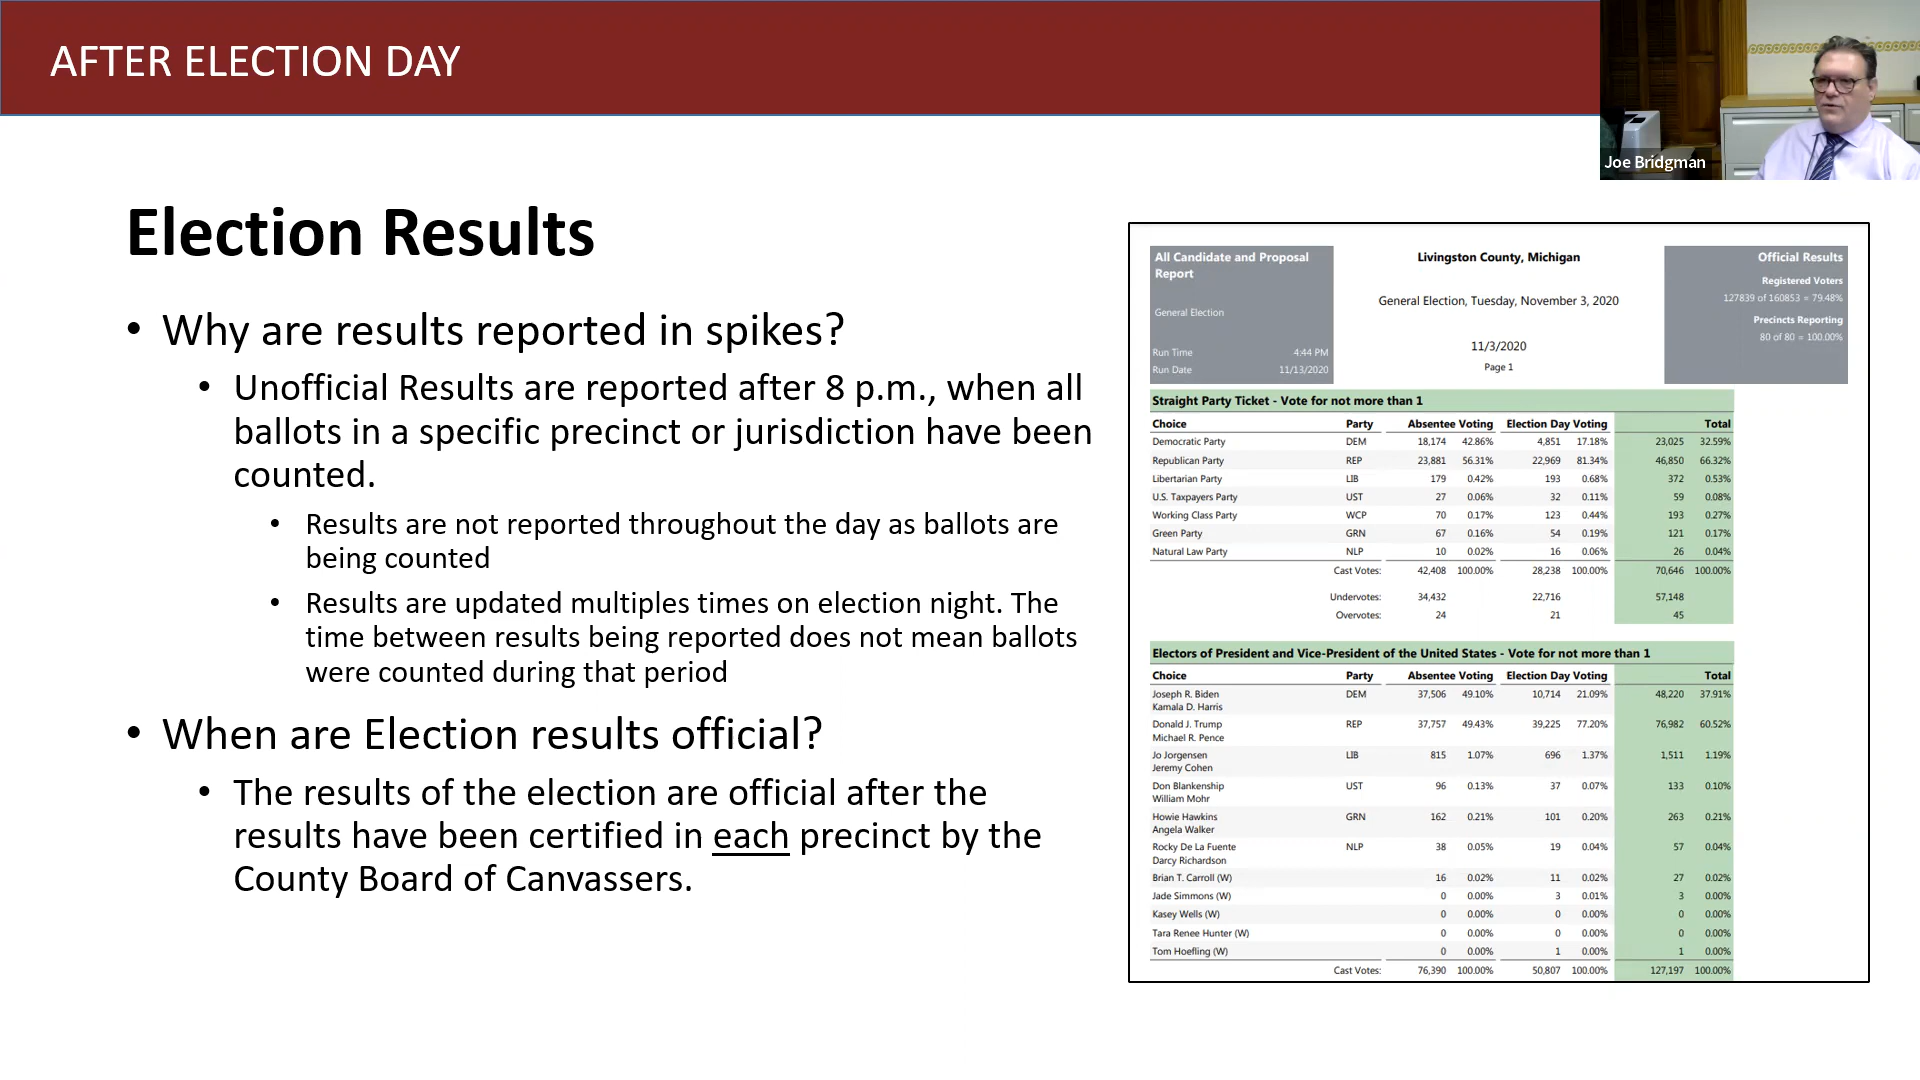 AFTER ELECTION DAY
Joe Bridgman
Election Results
• Why are results reported in spikes?
• Unofficial Results are reported after 8 p.m., when all
ballots in a specific precinct or jurisdiction have been
counted.
• Results are not reported throughout the day as ballots are
being counted
• Results are updated multiples times on election night. The
time between results being reported does not mean ballots
were counted during that period
• When are Election results official?
• The results of the election are official after the
results have been certified in each precinct by the
County Board of Canvassers.
All Candidate and Proposal
Report
General Election
Run Time 4:44 PM
Run Date 11/13/2020
Livingston County, Michigan
General Election, Tuesday, November 3, 2020
11/3/2020
Page 1
Official Results
Registered Voters
127839 of 160853 = 79.48%
Precincts Reporting
80 of 80 = 100.00%
Straight Party Ticket - Vote for not more than 1
Choice Party Absentee Voting Election Day Voting Total
Democratic Party DEM 18,174 42.86% 4,851 17.18% 23,025 32.59%
Republican Party REP 23,881 56.31% 22,969 81.34% 46,850 66.32%
Libertarian Party LIB 179 0.42% 193 0.68% 372 0.53%
U.S. Taxpayers Party UST 27 0.06% 32 0.11% 59 0.08%
Working Class Party WCP 70 0.17% 123 0.44% 193 0.27%
Green Party GRN 67 0.16% 54 0.19% 121 0.17%
Natural Law Party NLP 10 0.02% 16 0.06% 26 0.04%
Cast Votes: 42,408 100.00% 28,238 100.00% 70,646 100.00%
Undervotes: 34,432 22,716 57,148
Overvotes: 24 21 45
Electors of President and Vice-President of the United States - Vote for not more than 1
Choice Party Absentee Voting Election Day Voting Total
Joseph R. Biden DEM 37,506 49.10% 10,714 21.09% 48,220 37.91%
Kamala D. Harris
Donald J. Trump REP 37,757 49.43% 39,225 77.20% 76,982 60.52%
Michael R. Pence
Jo Jorgensen LIB 815 1.07% 696 1.37% 1,511 1.19%
Jeremy Cohen
Don Blankenship UST 96 0.13% 37 0.07% 133 0.10%
William Mohr
Howie Hawkins GRN 162 0.21% 101 0.20% 263 0.21%
Angela Walker
Rocky De La Fuente NLP 38 0.05% 19 0.04% 57 0.04%
Darcy Richardson
Brian T. Carroll (W) 16 0.02% 11 0.02% 27 0.02%
Jade Simmons (W) 0 0.00% 3 0.01% 3 0.00%
Kasey Wells (W) 0 0.00% 0 0.00% 0 0.00%
Tara Renee Hunter (W) 0 0.00% 0 0.00% 0 0.00%
Tom Hoefling (W) 0 0.00% 1 0.00% 1 0.00%
Cast Votes: 76,390 100.00% 50,807 100.00% 127,197 100.00%